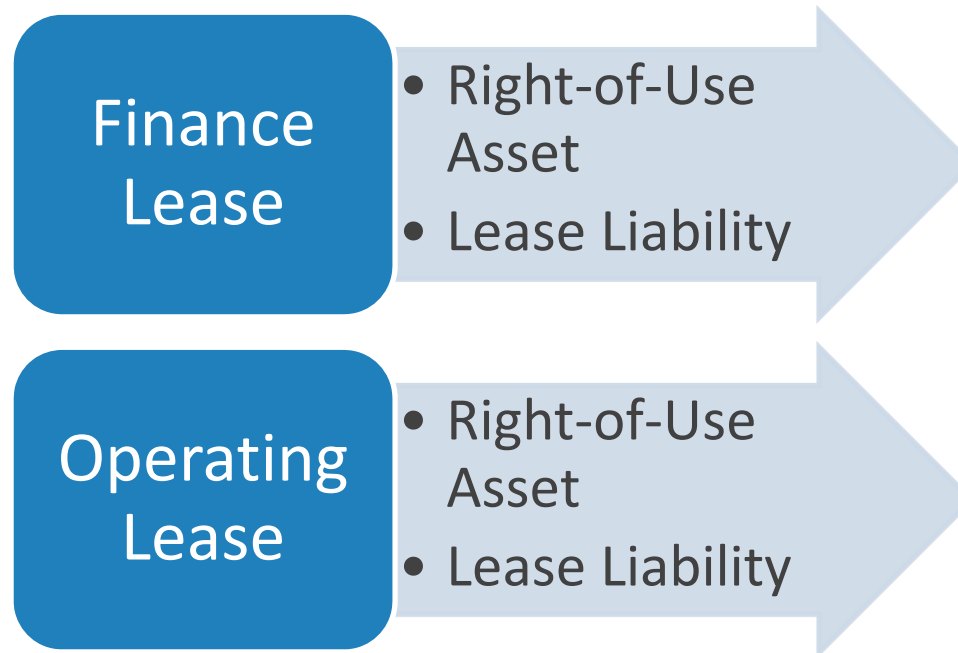 Finance
Lease
• Right-of-Use
Asset
• Lease Liability
Operating
Lease
• Right-of-Use
Asset
• Lease Liability